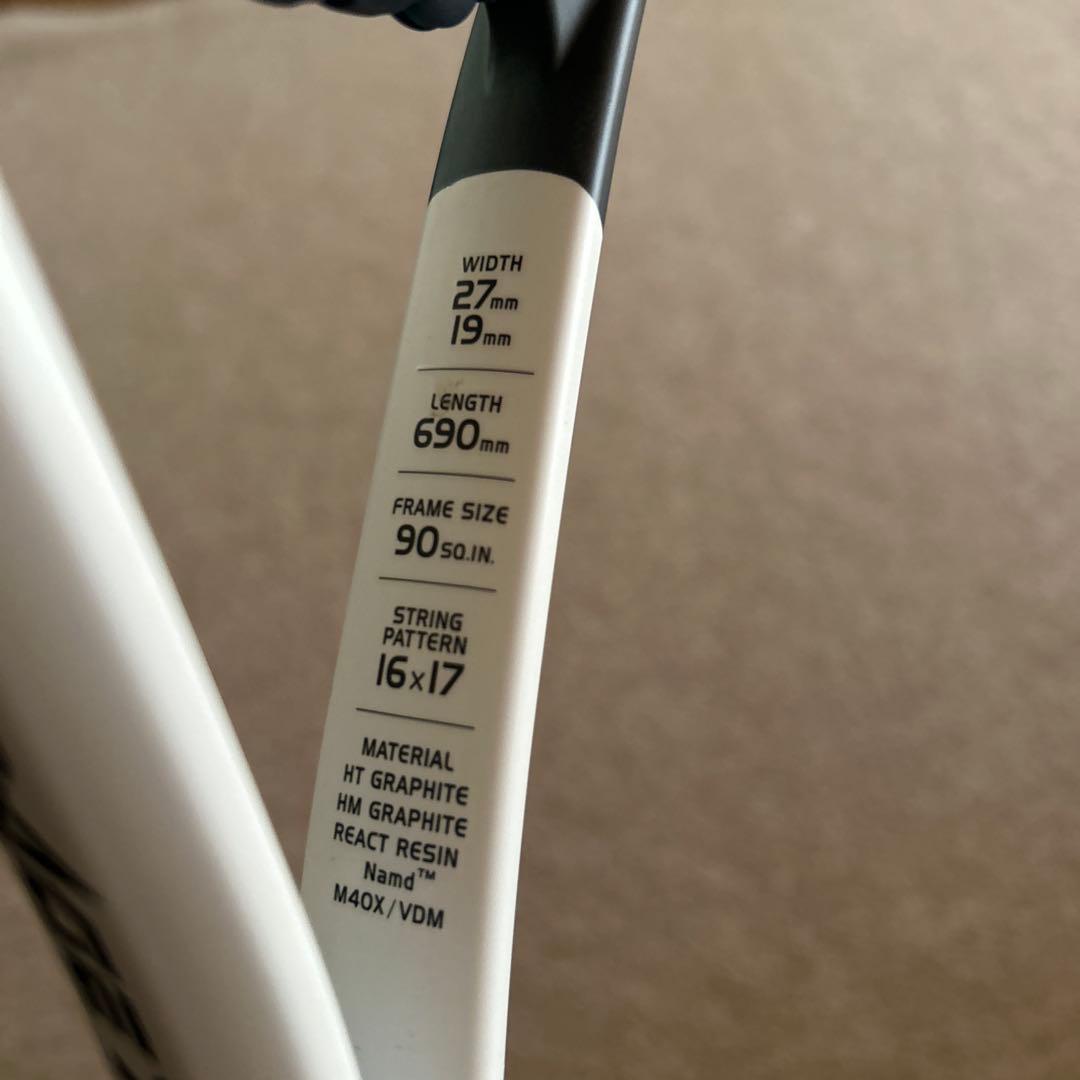 WIDTH
27mm
19mm
LENGTH
690mm
FRAME SIZE
90SQ.IN.
STRING
PATTERN
16x17
MATERIAL
HT GRAPHITE
HM GRAPHITE
REACT RESIN
Namd™
M40X/VDM